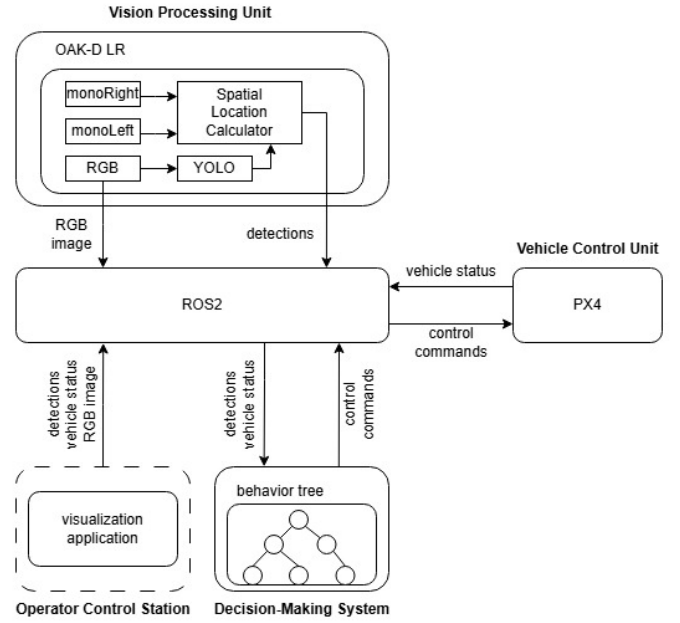 Vision Processing Unit
OAK-D LR
monoRight
monoLeft
RGB
Spatial
Location
Calculator
YOLO
RGB
image
detections
Vehicle Control Unit
vehicle status
ROS2
PX4
control
commands
detections
vehicle status
RGB image
detections
vehicle status
control
commands
visualization
application
behavior tree
Operator Control Station
Decision-Making System